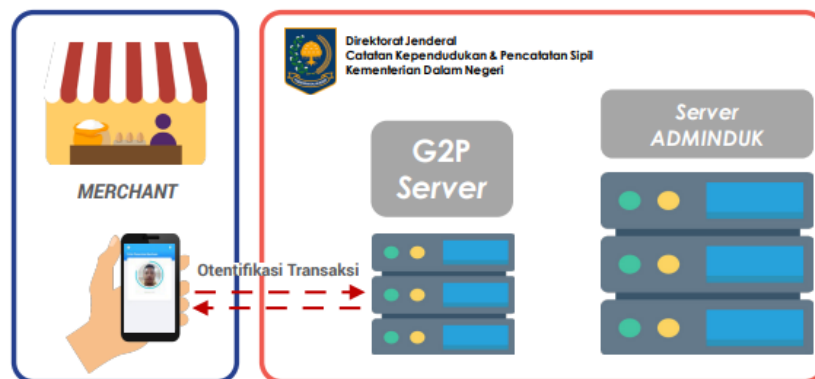 Direktorat Jenderal
Catatan Kependudukan & Pencatatan Sipil
Kementerian Dalam Negeri
Server
ADMINDUK
G2P
Server
MERCHANT
Otentifikasi Transaksi